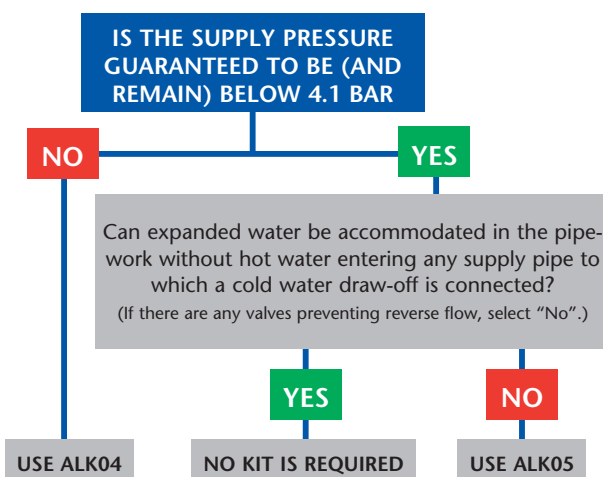 IS THE SUPPLY PRESSURE
GUARANTEED TO BE (AND
REMAIN) BELOW 4.1 BAR
NO
YES
Can expanded water be accommodated in the pipe-
work without hot water entering any supply pipe to
which a cold water draw-off is connected?
(If there are any valves preventing reverse flow, select “No”.)
YES
NO
USE ALK04
NO KIT IS REQUIRED
USE ALK05